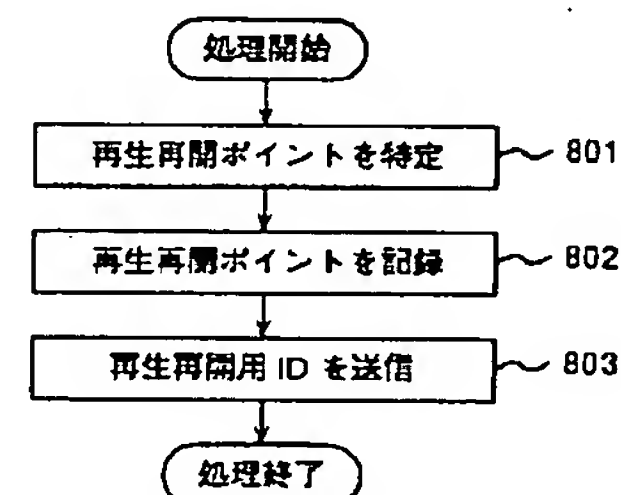 処理開始
再生再開ポイントを特定
801
再生再開ポイントを記録
802
再生再開用 ID を送信
803
処理終了